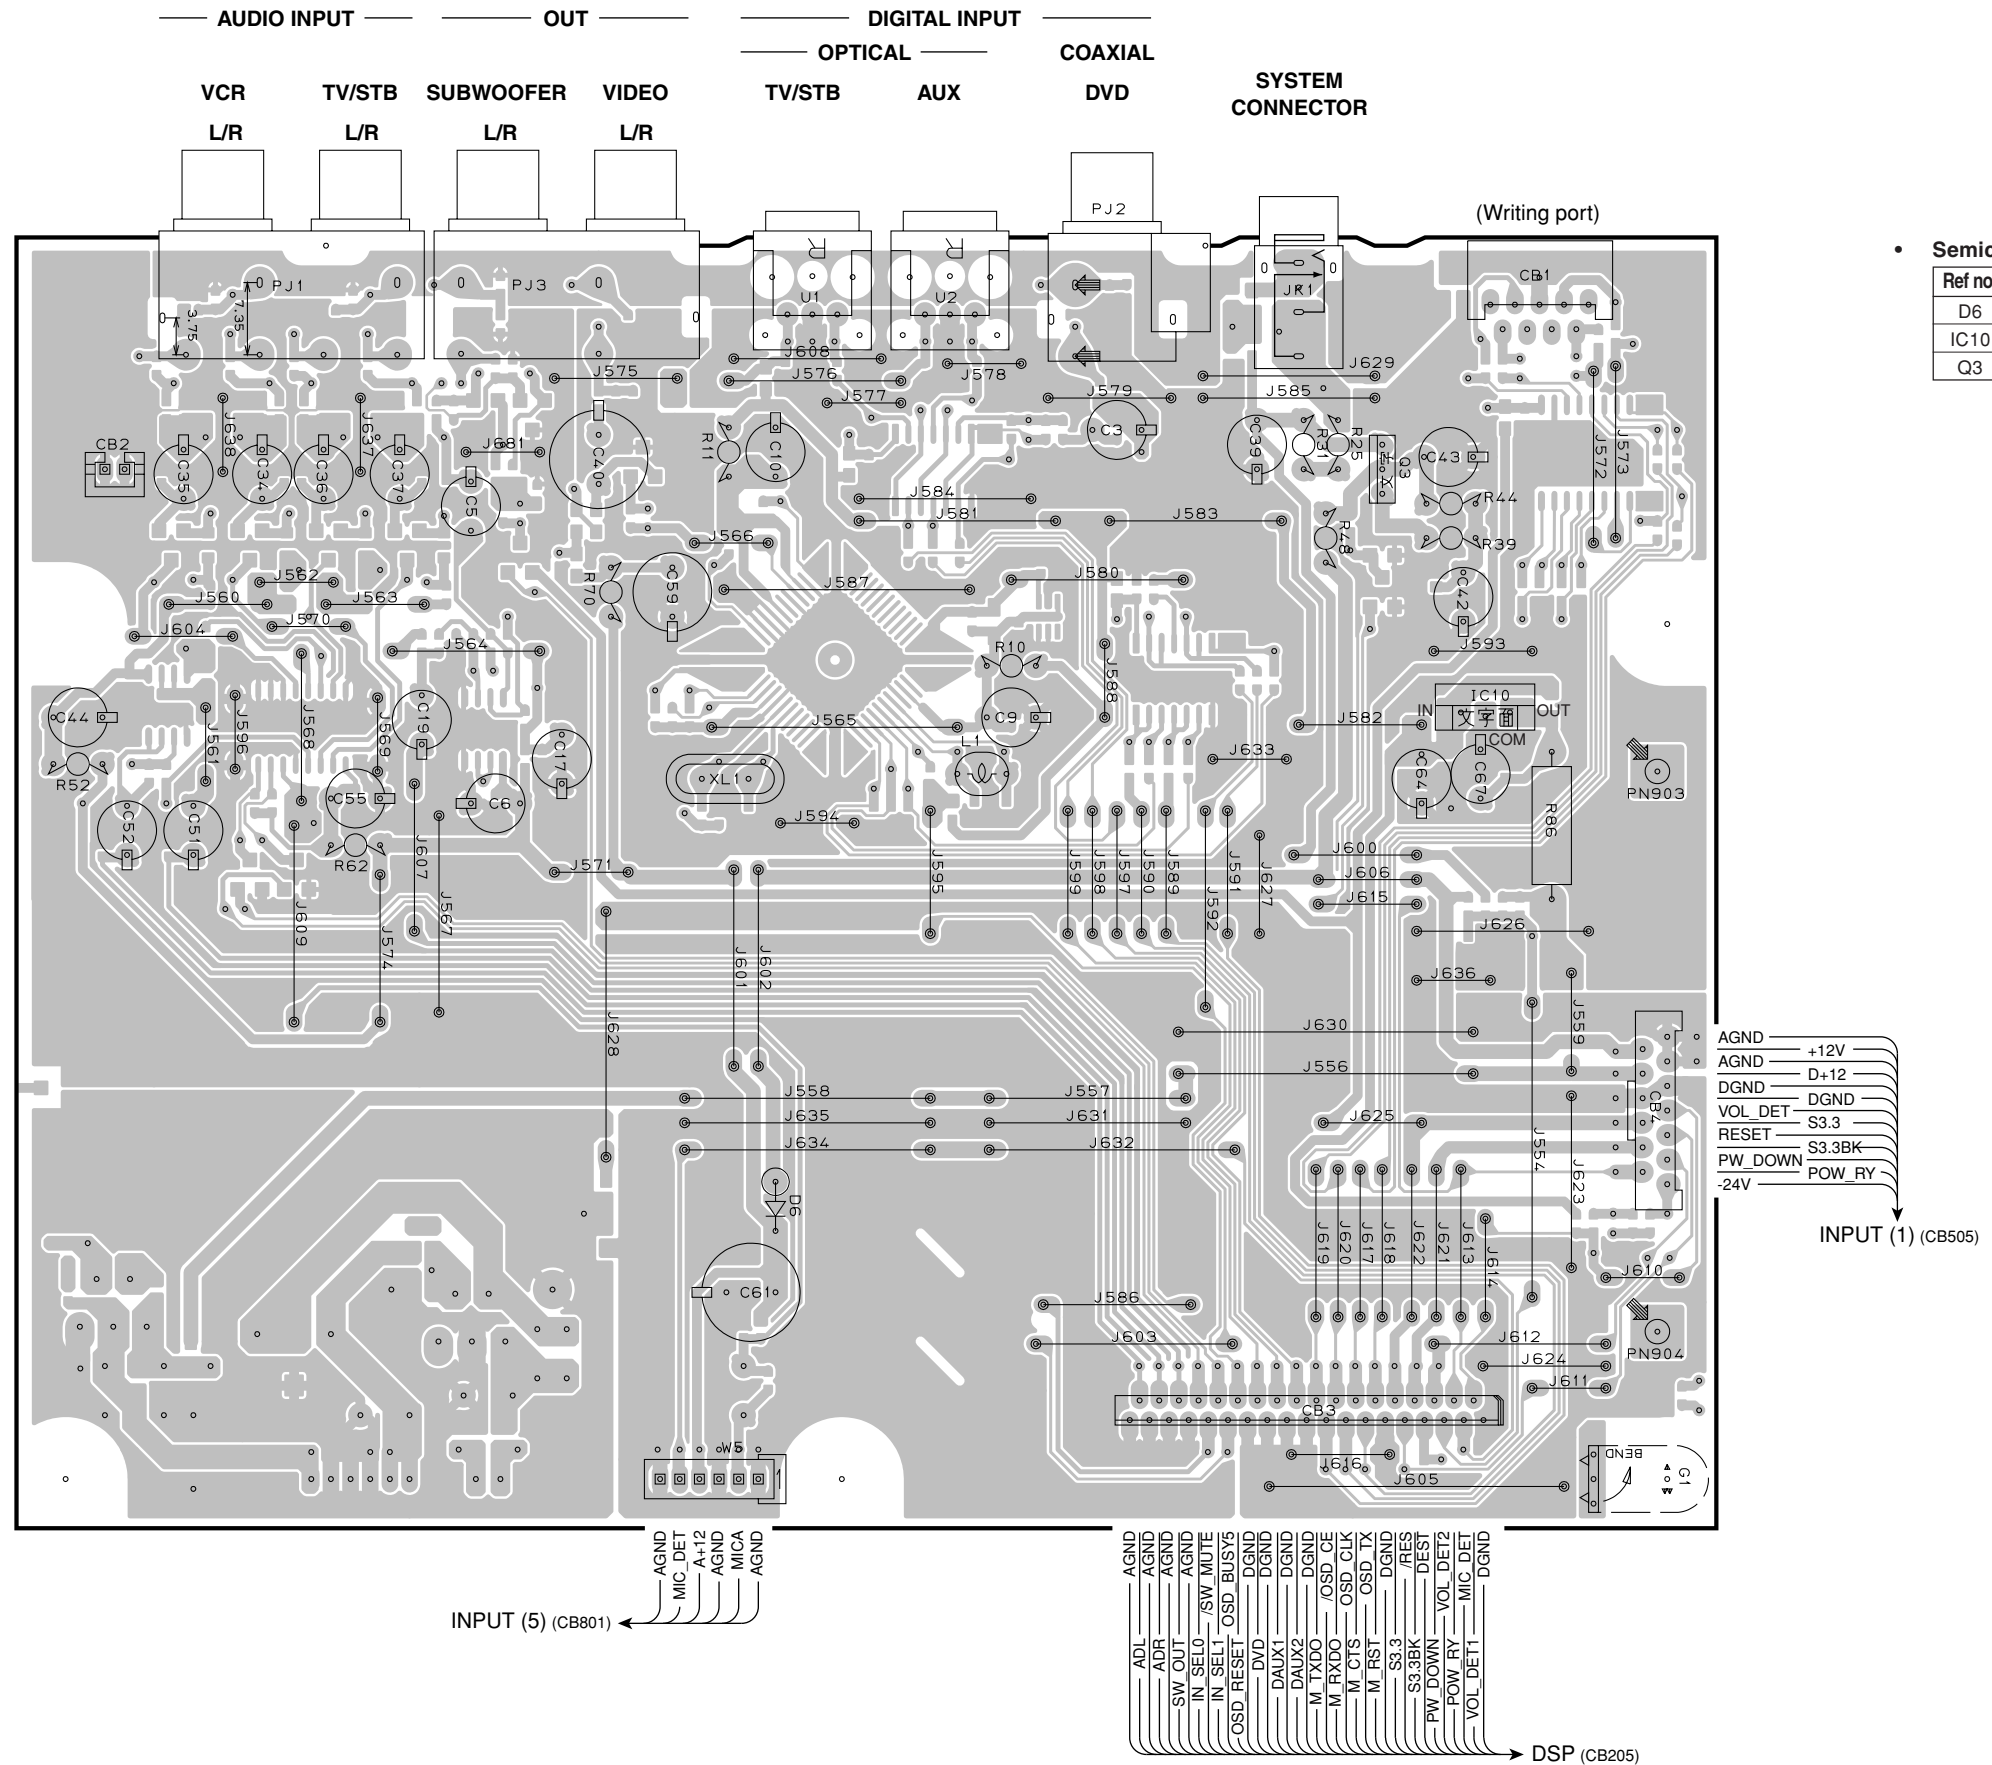 AUDIO INPUT
OUT
DIGITAL INPUT
OPTICAL
COAXIAL
VCR
TV/STB
SUBWOOFER
VIDEO
TV/STB
AUX
DVD
SYSTEM
CONNECTOR
L/R
L/R
L/R
L/R
(Writing port)
• Semic
Ref no
D6
IC10
Q3
PJ1
PJ3
U1
U2
PJ2
JK1
CB1
3.75
7.35
J608
J575
J576
J578
J577
J579
J629
J585
J638
J637
J681
CB2
C35
C34
C36
C37
C5
C40
R11
C10
C3
C39
R31
R25
Q3
C43
R44
R39
R48
J572
J573
J584
J581
J583
J566
J562
J560
J563
J570
J604
J564
R70
C59
J587
J580
C42
J593
R10
J588
C44
R52
J561
J596
J568
J569
C19
C17
C55
C6
J565
C9
L1
XL1
J582
J633
IC10
IN
文字面
OUT
COM
C64
C67
R86
PN903
C52
C51
R62
J607
J567
J594
J571
J595
J599
J598
J597
J590
J589
J592
J591
J627
J600
J606
J615
J626
J636
J609
J574
J601
J602
J628
J630
J559
J556
J558
J557
J635
J631
J634
J632
J625
J554
J623
CB4
D6
C61
J619
J620
J617
J618
J622
J621
J613
J614
J610
J586
J603
J612
J624
J611
PN904
CB3
J616
J605
W5
1
BEND
G1
AGND
+12V
AGND
D+12
DGND
DGND
VOL_DET
S3.3
RESET
S3.3BK
PW_DOWN
POW_RY
-24V
INPUT (1) (CB505)
AGND
MIC_DET
A+12
AGND
MICA
AGND
INPUT (5) (CB801)
AGND
ADL
AGND
ADR
AGND
SW_OUT
AGND
IN_SEL0
/SW_MUTE
IN_SEL1
OSD_BUSY5
OSD_RESET
DGND
DVD
DGND
DAUX1
DGND
DAUX2
DGND
M_TXDO
/OSD_CE
M_RXDO
OSD_CLK
M_CTS
OSD_TX
M_RST
DGND
S3.3
/RES
S3.3BK
DEST
PW_DOWN
VOL_DET2
POW_RY
MIC_DET
VOL_DET1
DGND
DSP (CB205)